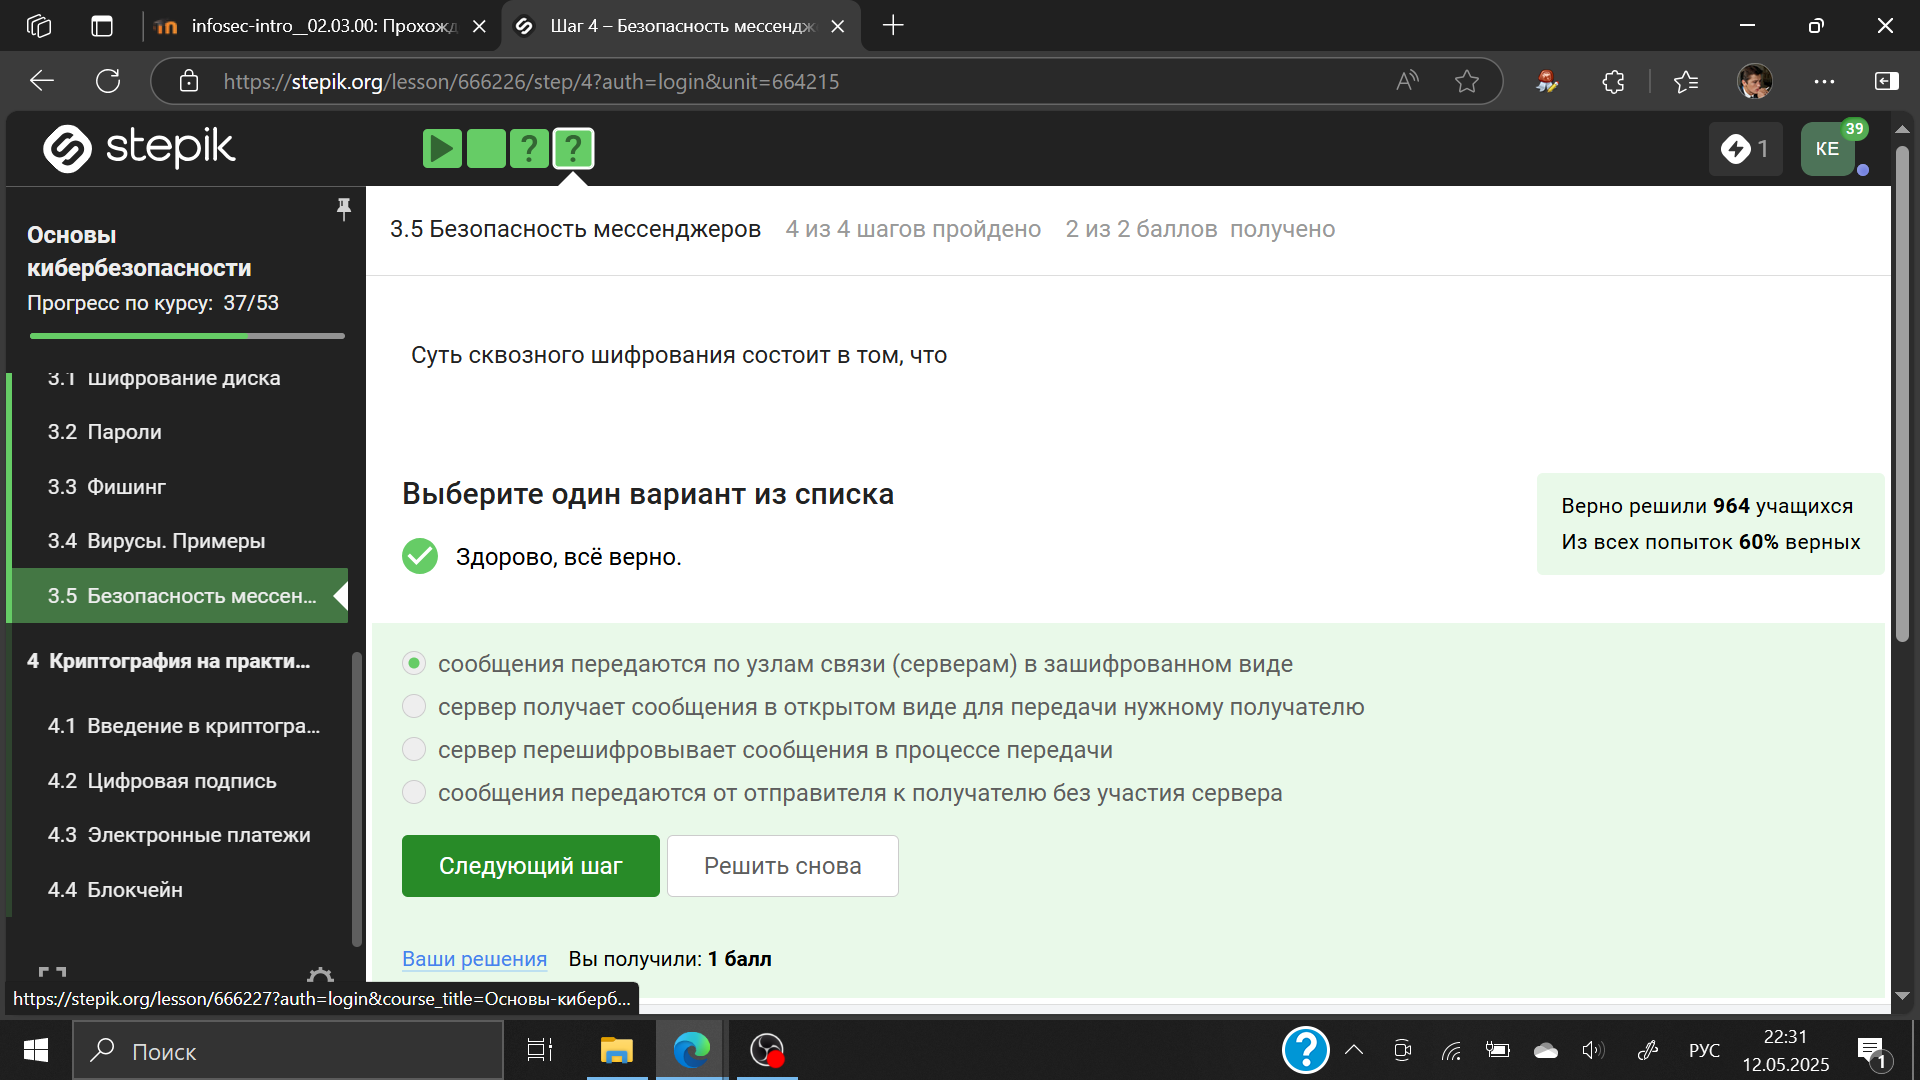 infosec-intro__02.03.00: Прохожд
Шаг 4 – Безопасность мессендж
https://stepik.org/lesson/666226/step/4?auth=login&unit=664215
stepik
?
?
1
KE
39
Основы
кибербезопасности
Прогресс по курсу: 37/53
3.1 Шифрование диска
3.2 Пароли
3.3 Фишинг
3.4 Вирусы. Примеры
3.5 Безопасность мессен...
4 Криптография на практи...
4.1 Введение в криптогра...
4.2 Цифровая подпись
4.3 Электронные платежи
4.4 Блокчейн
3.5 Безопасность мессенджеров 4 из 4 шагов пройдено 2 из 2 баллов получено
Суть сквозного шифрования состоит в том, что
Выберите один вариант из списка
Здорово, всё верно.
Верно решили 964 учащихся
Из всех попыток 60% верных
сообщения передаются по узлам связи (серверам) в зашифрованном виде
сервер получает сообщения в открытом виде для передачи нужному получателю
сервер перешифровывает сообщения в процессе передачи
сообщения передаются от отправителя к получателю без участия сервера
Следующий шаг
Решить снова
Ваши решения Вы получили: 1 балл
https://stepik.org/lesson/666227?auth=login&course_title=Основы-киберб...
Поиск
?
РУС
22:31
12.05.2025
1